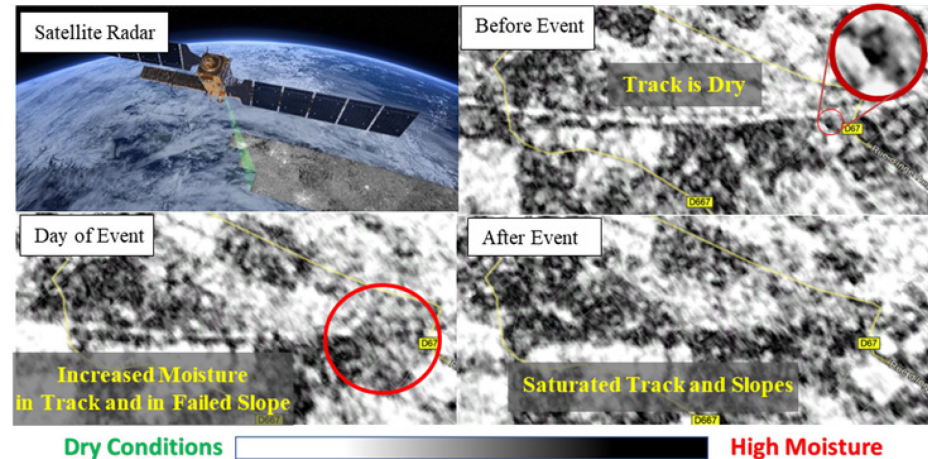 Satellite Radar
Before Event
Track is Dry
D67
D667
Day of Event
D67
Increased Moisture
in Track and in Failed Slope
D667
After Event
D67
Saturated Track and Slopes
D667
Dry Conditions
High Moisture